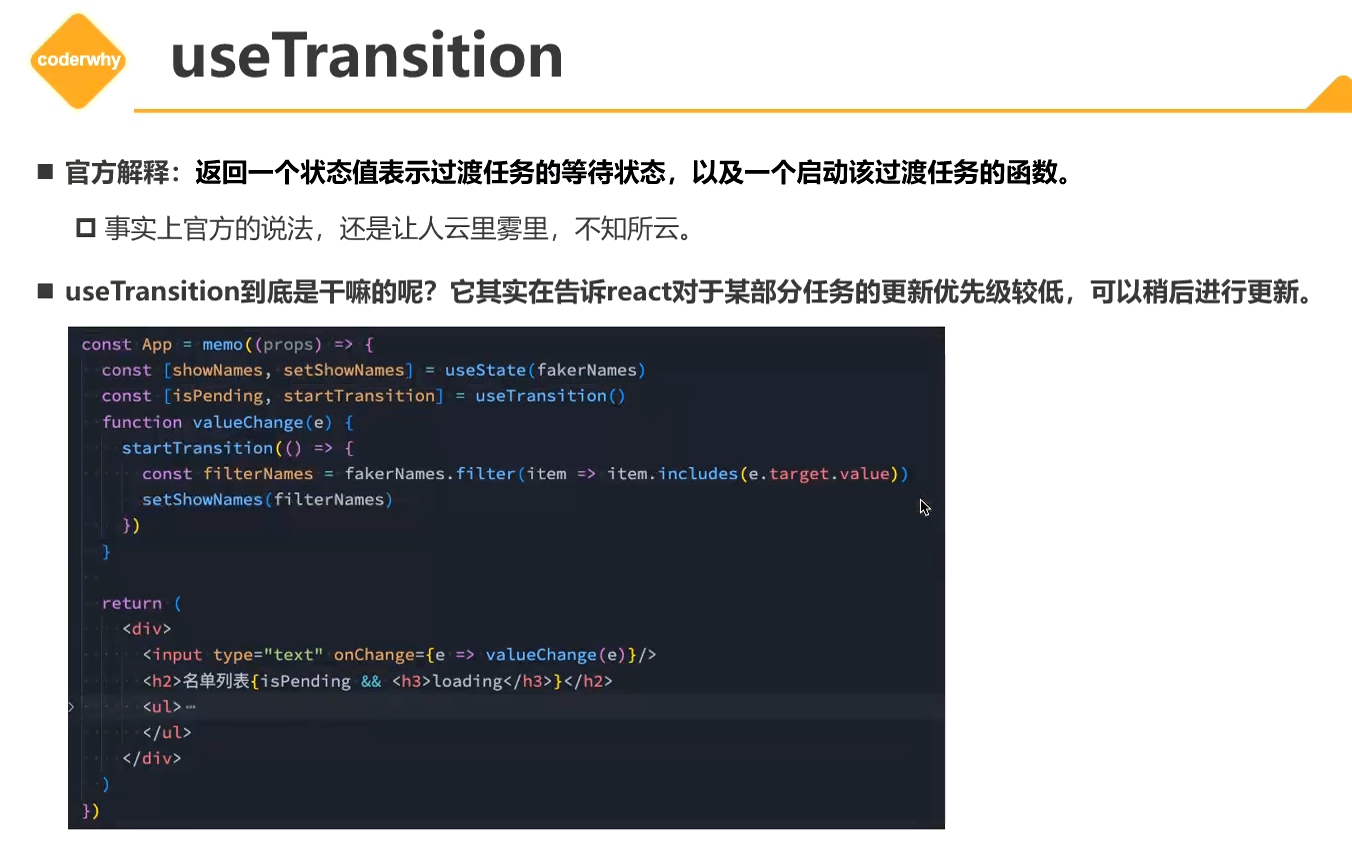 coderwhy
useTransition
官方解释：返回一个状态值表示过渡任务的等待状态，以及一个启动该过渡任务的函数。
事实上官方的说法，还是让人云里雾里，不知所云。
useTransition到底是干嘛的呢？它其实在告诉react对于某部分任务的更新优先级较低，可以稍后进行更新。
const App = memo((props) => {
const [showNames, setShowNames] = useState(fakerNames)
const [isPending, startTransition] = useTransition()
function valueChange(e) {
startTransition(() => {
const filterNames = fakerNames.filter(item => item.includes(e.target.value))
setShowNames(filterNames)
})
}
return (
<div>
<input type="text" onChange={e => valueChange(e)}/>
<h2>名单列表{isPending && <h3>loading</h3>}</h2>
<ul>⋯
</ul>
</div>
)
})